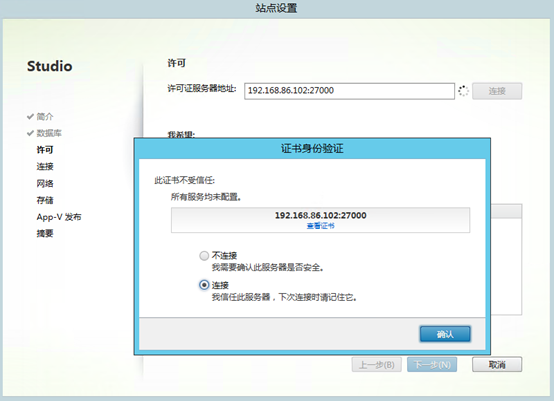 站点设置
Studio
许可
许可证服务器地址:
192.168.86.102:27000
连接
简介
数据库
许可
连接
网络
存储
App-V 发布
摘要
我希望:
证书身份验证
此证书不受信任:
所有服务均未配置。
192.168.86.102:27000
查看证书
不连接
我需要确认此服务器是否安全。
连接
我信任此服务器，下次连接时请记住它。
确认
上一步(B)
下一步(N)
取消